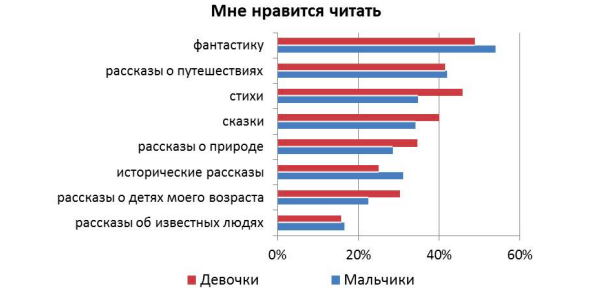 Мне нравится читать
фантастику
рассказы о путешествиях
стихи
сказки
рассказы о природе
исторические рассказы
рассказы о детях моего возраста
рассказы об известных людях
0% 20% 40% 60%
Девочки Мальчики